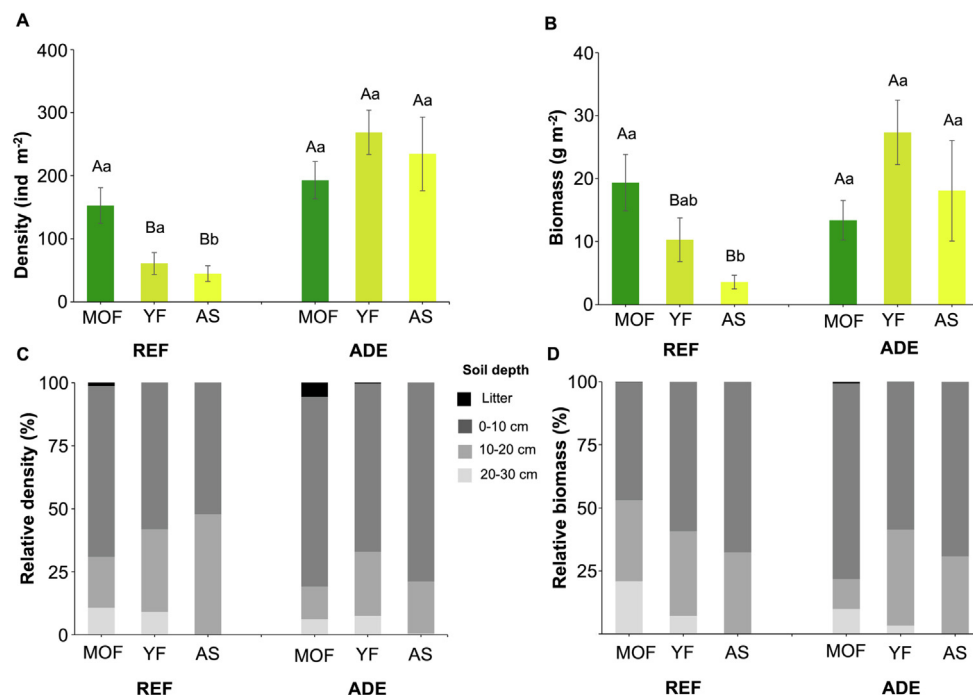 A
Density (ind m-2)
400
300
200
100
0
Aa
Ba
Bb
Aa
Aa
Aa
MOF YF AS MOF YF AS
REF ADE
B
Biomass (g m-2)
40
30
20
10
0
Aa
Bab
Bb
Aa
Aa
Aa
MOF YF AS MOF YF AS
REF ADE
C
Relative density (%)
100
75
50
25
0
MOF YF AS MOF YF AS
REF ADE
Soil depth
Litter
0-10 cm
10-20 cm
20-30 cm
D
Relative biomass (%)
100
75
50
25
MOF YF AS MOF YF AS
REF ADE